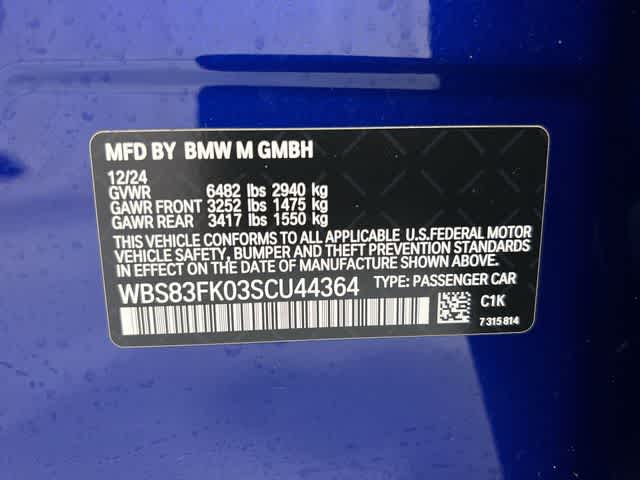 MFD BY BMW M GMBH
12/24
GVWR 6482 lbs 2940 kg
GAWR FRONT 3252 lbs 1475 kg
GAWR REAR 3417 lbs 1550 kg
THIS VEHICLE CONFORMS TO ALL APPLICABLE U.S.FEDERAL MOTOR
VEHICLE SAFETY, BUMPER AND THEFT PREVENTION STANDARDS
IN EFFECT ON THE DATE OF MANUFACTURE SHOWN ABOVE.
WBS83FK03SCU44364 TYPE: PASSENGER CAR
C1K
7 315 814